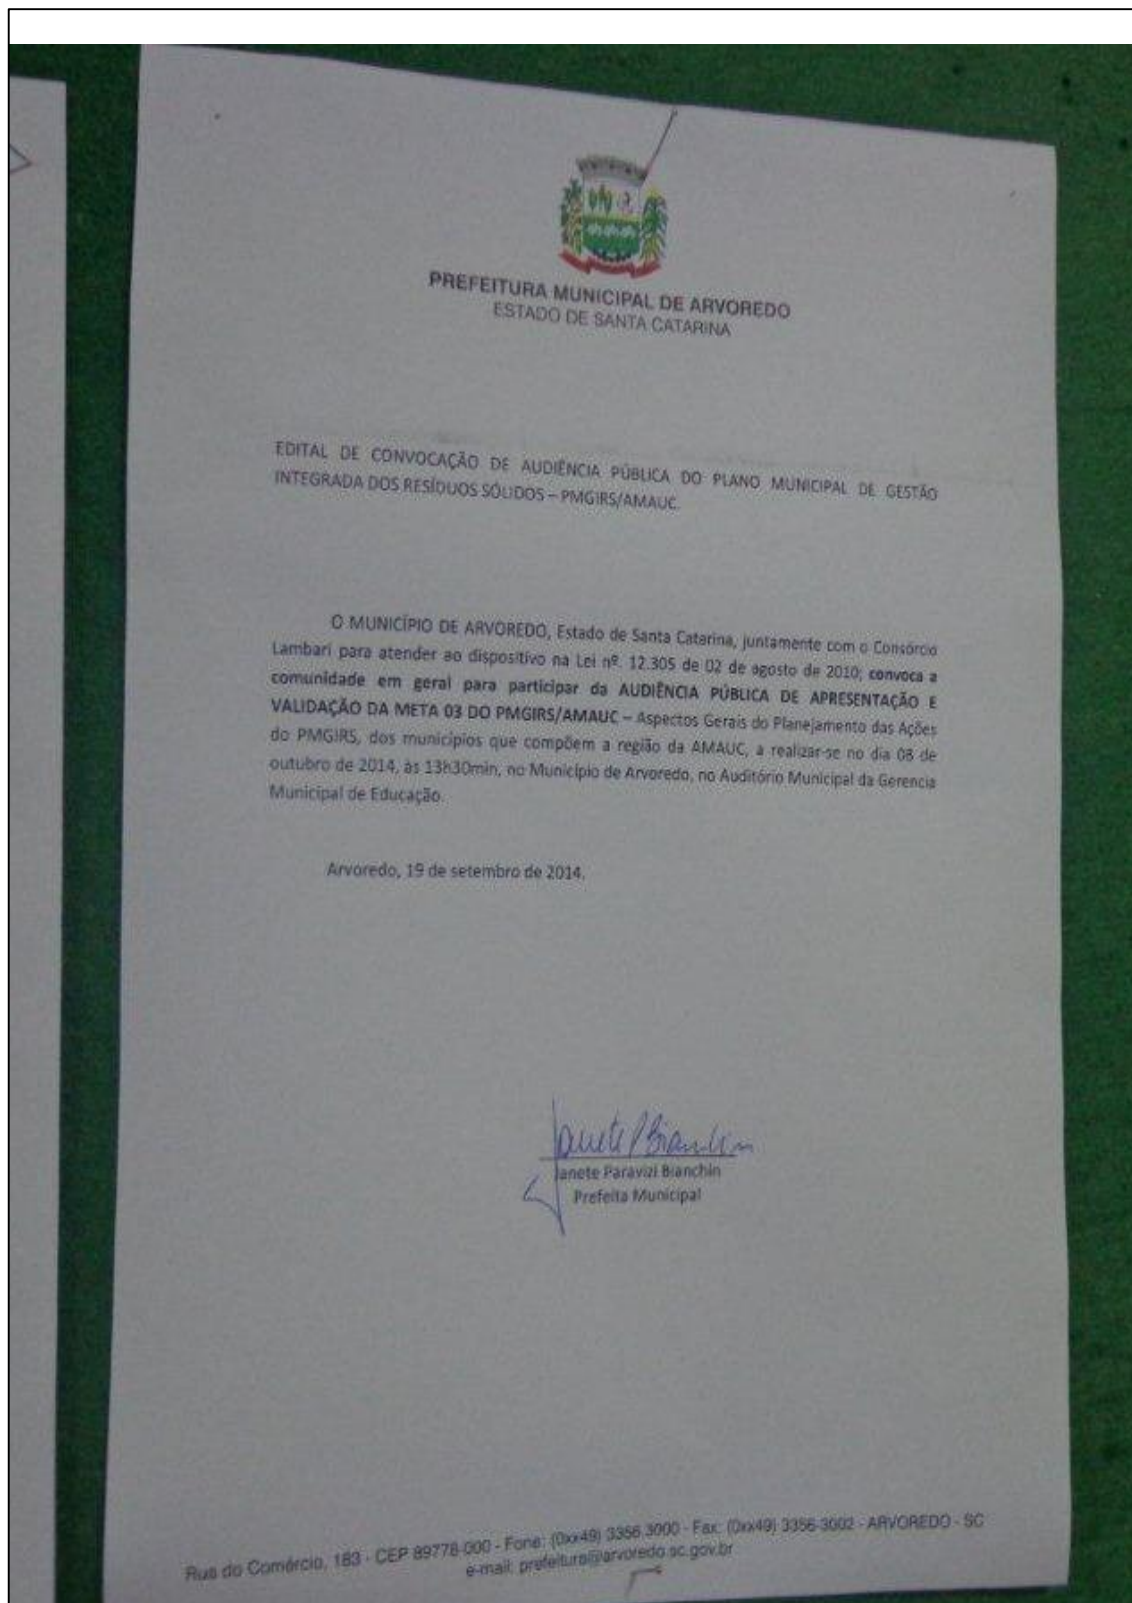 PREFEITURA MUNICIPAL DE ARVOREDO
ESTADO DE SANTA CATARINA
EDITAL DE CONVOCAÇÃO DE AUDIÊNCIA PÚBLICA DO PLANO MUNICIPAL DE GESTÃO
INTEGRADA DOS RESÍDUOS SÓLIDOS – PMGIRS/AMAUC.
O MUNICÍPIO DE ARVOREDO, Estado de Santa Catarina, juntamente com o Consórcio
Lambari para atender ao dispositivo na Lei nº. 12.305 de 02 de agosto de 2010; convoca a
comunidade em geral para participar da AUDIÊNCIA PÚBLICA DE APRESENTAÇÃO E
VALIDAÇÃO DA META 03 DO PMGIRS/AMAUC – Aspectos Gerais do Planejamento das Ações
do PMGIRS, dos municípios que compõem a região da AMAUC, a realizar-se no dia 08 de
outubro de 2014, às 13h30min, no Município de Arvoredo, no Auditório Municipal da Gerencia
Municipal de Educação.
Arvoredo, 19 de setembro de 2014.
Janete P Bianchin
Janete Paravizi Bianchin
Prefeita Municipal
Rua do Comércio, 183 - CEP 89778-000 - Fone: (0xx49) 3356.3000 - Fax: (0xx49) 3356-3002 - ARVOREDO - SC
e-mail: prefeitura@arvoredo.sc.gov.br